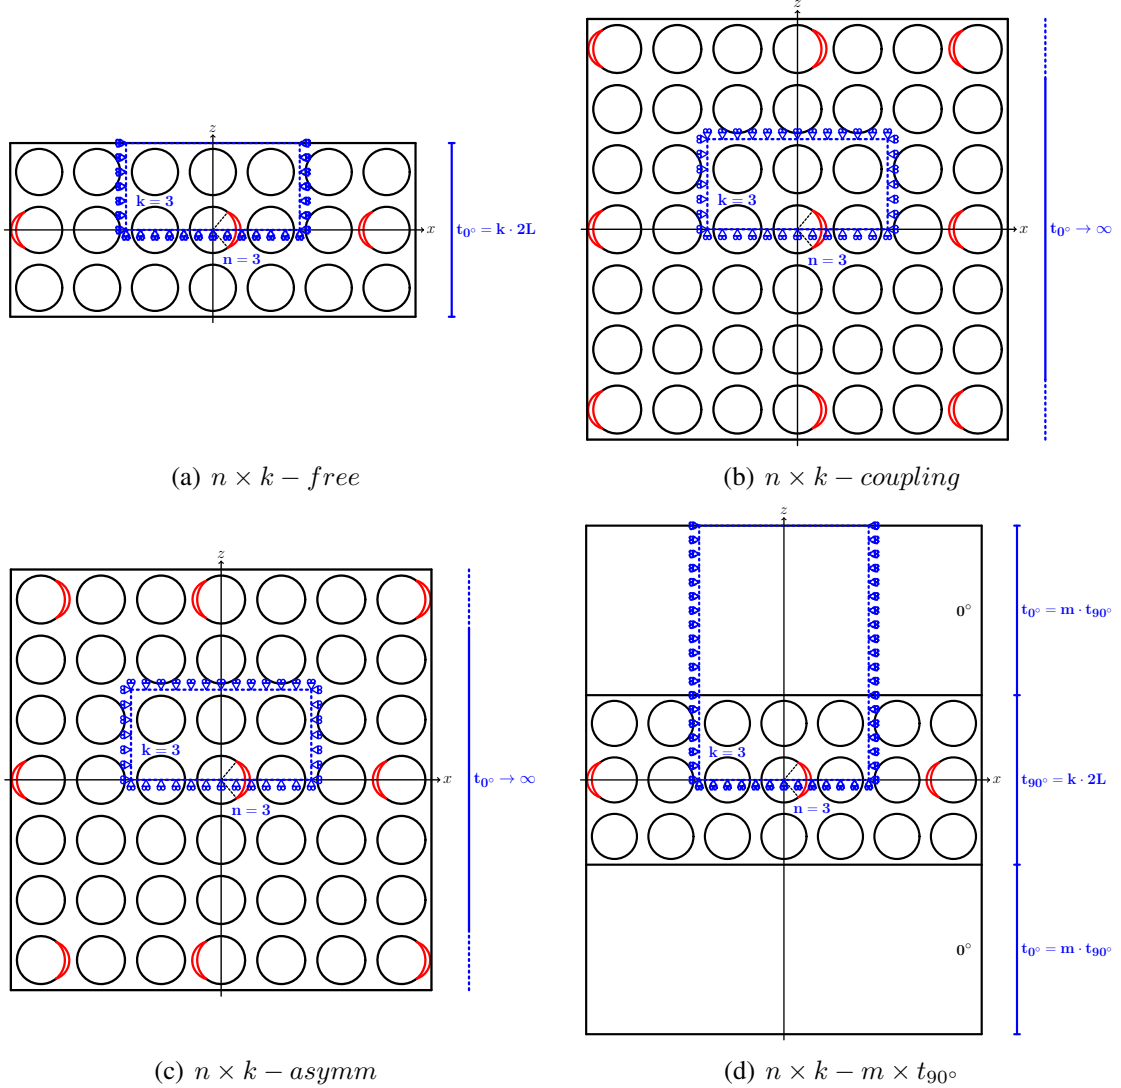 z
x
k = 3
n = 3
t₀° = k · 2L
(a) n × k − free
z
x
k = 3
n = 3
t₀° → ∞
(b) n × k − coupling
z
x
k = 3
n = 3
t₀° → ∞
(c) n × k − asymm
z
0°
t₀° = m · t₉₀°
x
k = 3
n = 3
t₉₀° = k · 2L
0°
t₀° = m · t₉₀°
(d) n × k − m × t₉₀°